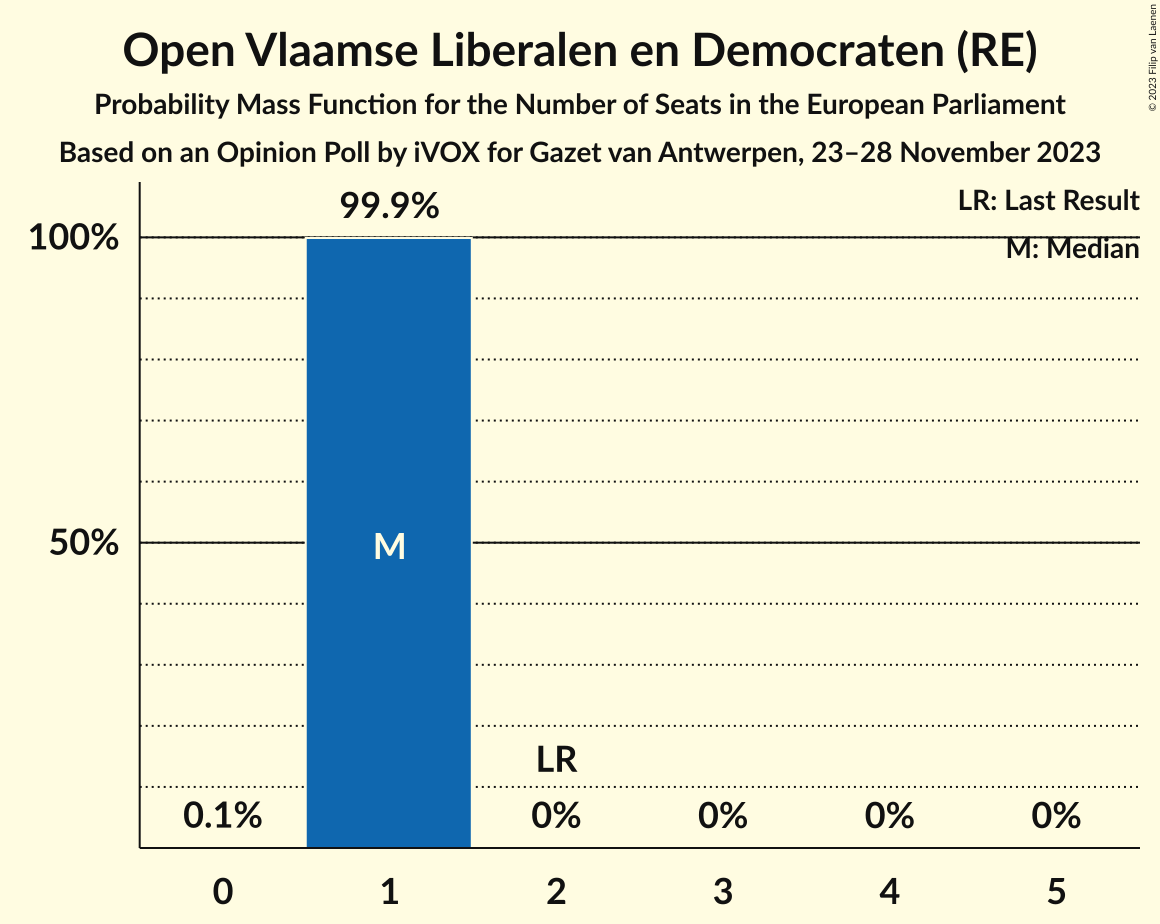 Open Vlaamse Liberalen en Democraten (RE)
Probability Mass Function for the Number of Seats in the European Parliament
Based on an Opinion Poll by iVOX for Gazet van Antwerpen, 23–28 November 2023
© 2023 Filip van Laenen
LR: Last Result
M: Median
99.9%
100%
50%
M
LR
0.1%
0%
0%
0%
0%
0
1
2
3
4
5